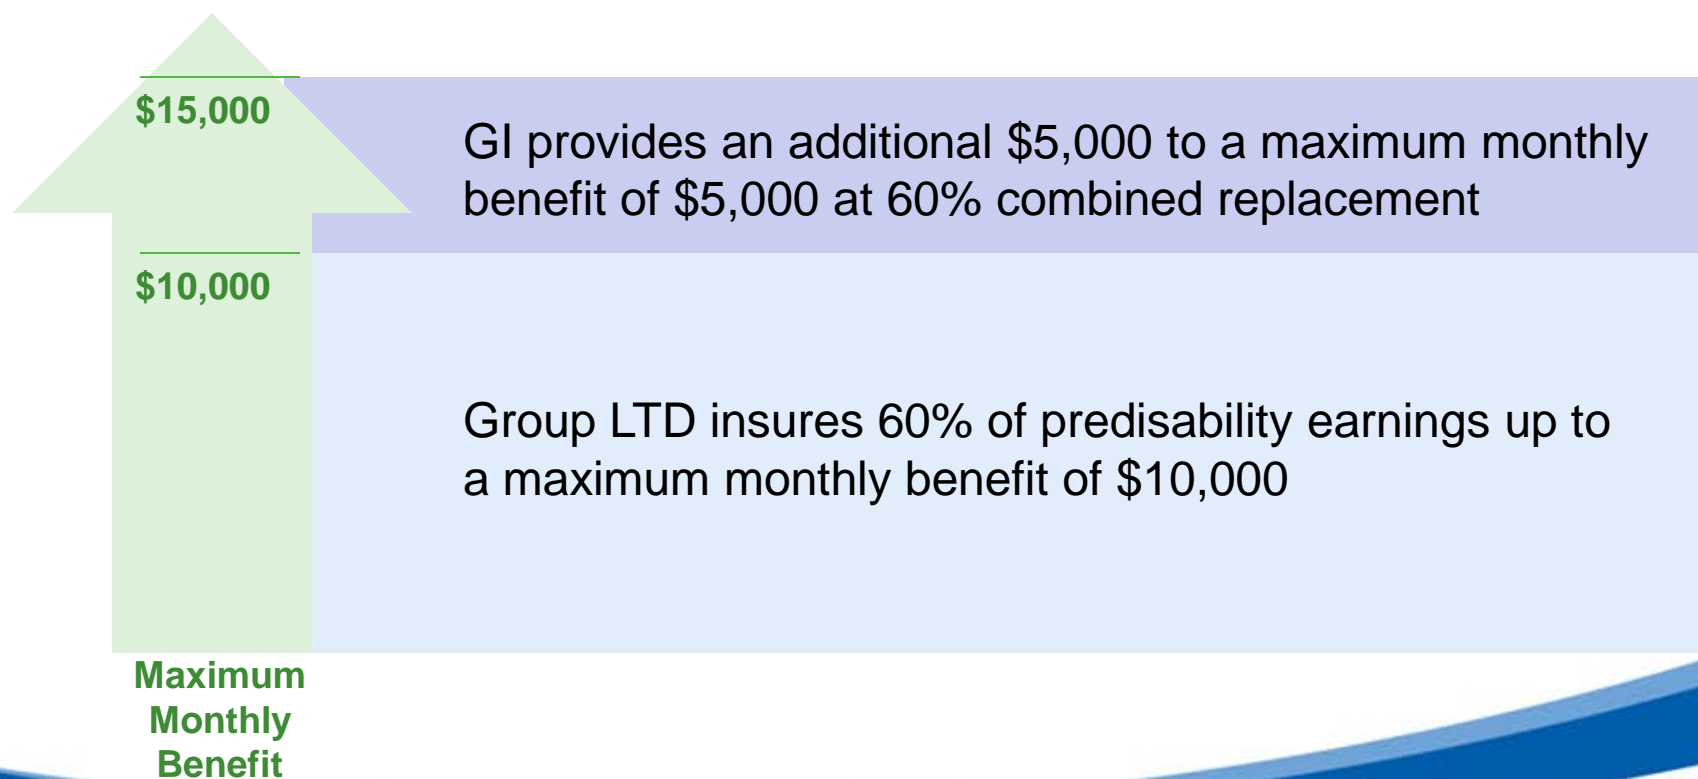 $15,000
GI provides an additional $5,000 to a maximum monthly
benefit of $5,000 at 60% combined replacement
$10,000
Group LTD insures 60% of predisability earnings up to
a maximum monthly benefit of $10,000
Maximum
Monthly
Benefit